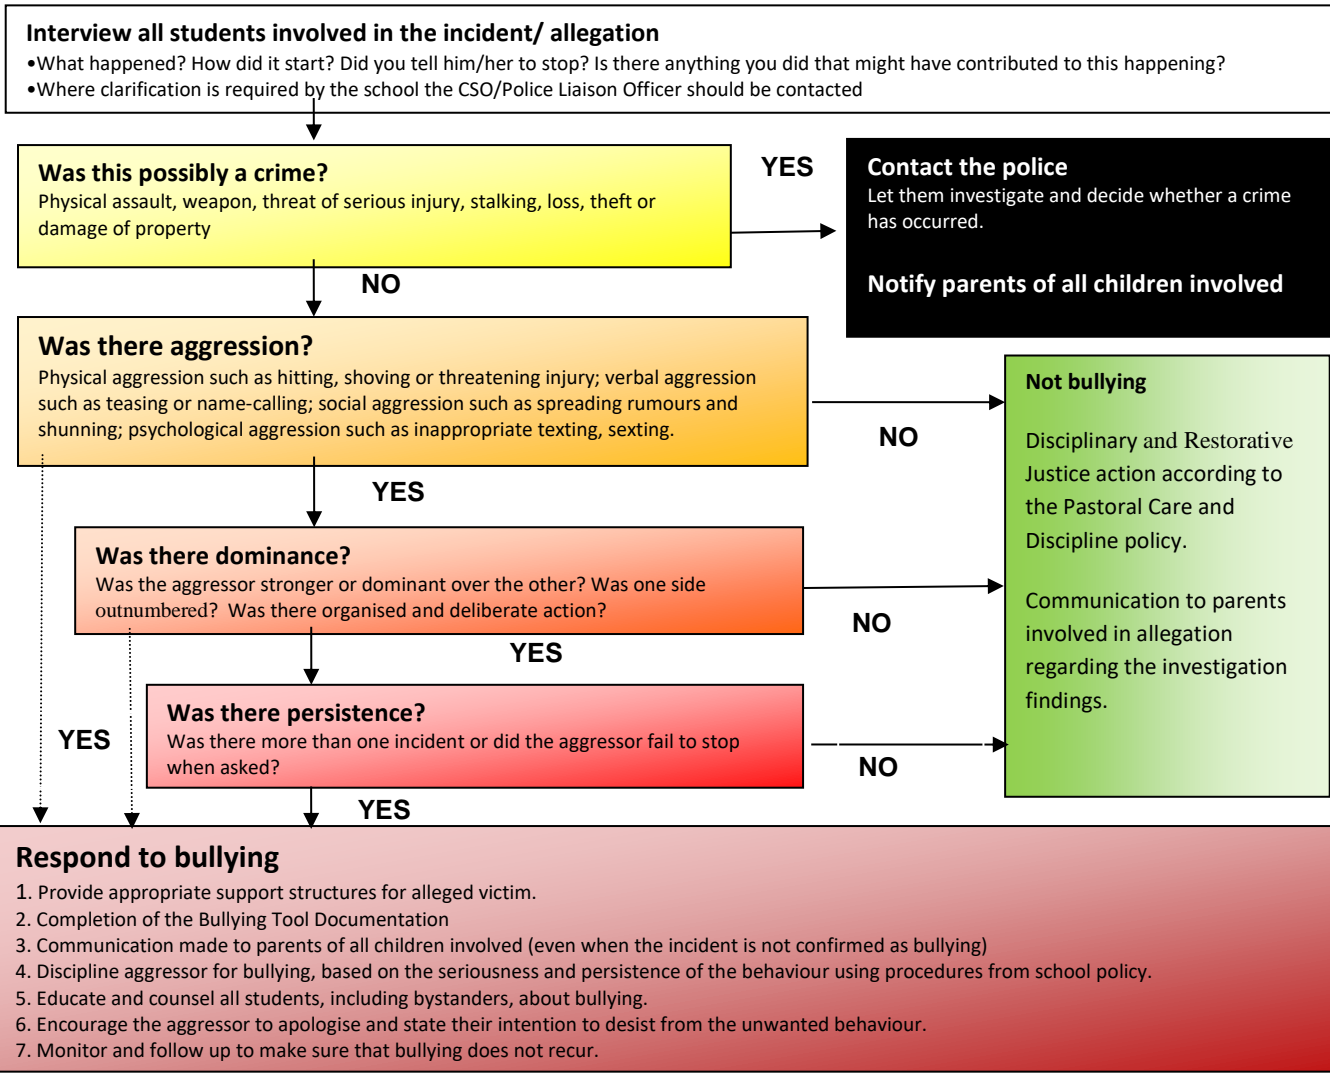 Interview all students involved in the incident/ allegation
•What happened? How did it start? Did you tell him/her to stop? Is there anything you did that might have contributed to this happening?
•Where clarification is required by the school the CSO/Police Liaison Officer should be contacted
Was this possibly a crime?
Physical assault, weapon, threat of serious injury, stalking, loss, theft or
damage of property
YES
Contact the police
Let them investigate and decide whether a crime
has occurred.
Notify parents of all children involved
NO
Was there aggression?
Physical aggression such as hitting, shoving or threatening injury; verbal aggression
such as teasing or name-calling; social aggression such as spreading rumours and
shunning; psychological aggression such as inappropriate texting, sexting.
NO
Not bullying
Disciplinary and Restorative
Justice action according to
the Pastoral Care and
Discipline policy.
Communication to parents
involved in allegation
regarding the investigation
findings.
YES
Was there dominance?
Was the aggressor stronger or dominant over the other? Was one side
outnumbered? Was there organised and deliberate action?
NO
YES
Was there persistence?
Was there more than one incident or did the aggressor fail to stop
when asked?
NO
YES
YES
Respond to bullying
1. Provide appropriate support structures for alleged victim.
2. Completion of the Bullying Tool Documentation
3. Communication made to parents of all children involved (even when the incident is not confirmed as bullying)
4. Discipline aggressor for bullying, based on the seriousness and persistence of the behaviour using procedures from school policy.
5. Educate and counsel all students, including bystanders, about bullying.
6. Encourage the aggressor to apologise and state their intention to desist from the unwanted behaviour.
7. Monitor and follow up to make sure that bullying does not recur.